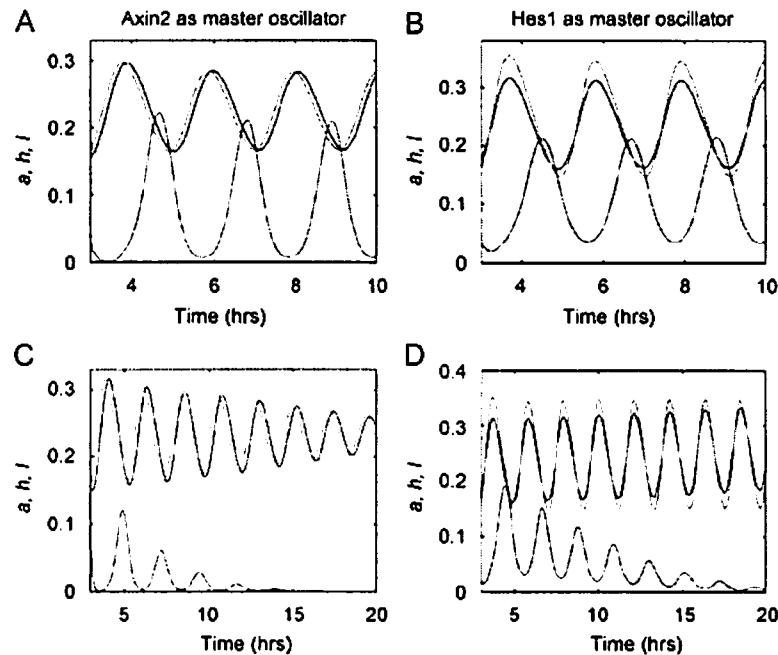 A
Axin2 as master oscillator
a, h, l
0.3
0.2
0.1
0
4
6
8
10
Time (hrs)
B
Hes1 as master oscillator
a, h, l
0.3
0.2
0.1
0
4
6
8
10
Time (hrs)
C
a, h, l
0.3
0.2
0.1
0
5
10
15
20
Time (hrs)
D
a, h, l
0.4
0.3
0.2
0.1
0
5
10
15
20
Time (hrs)